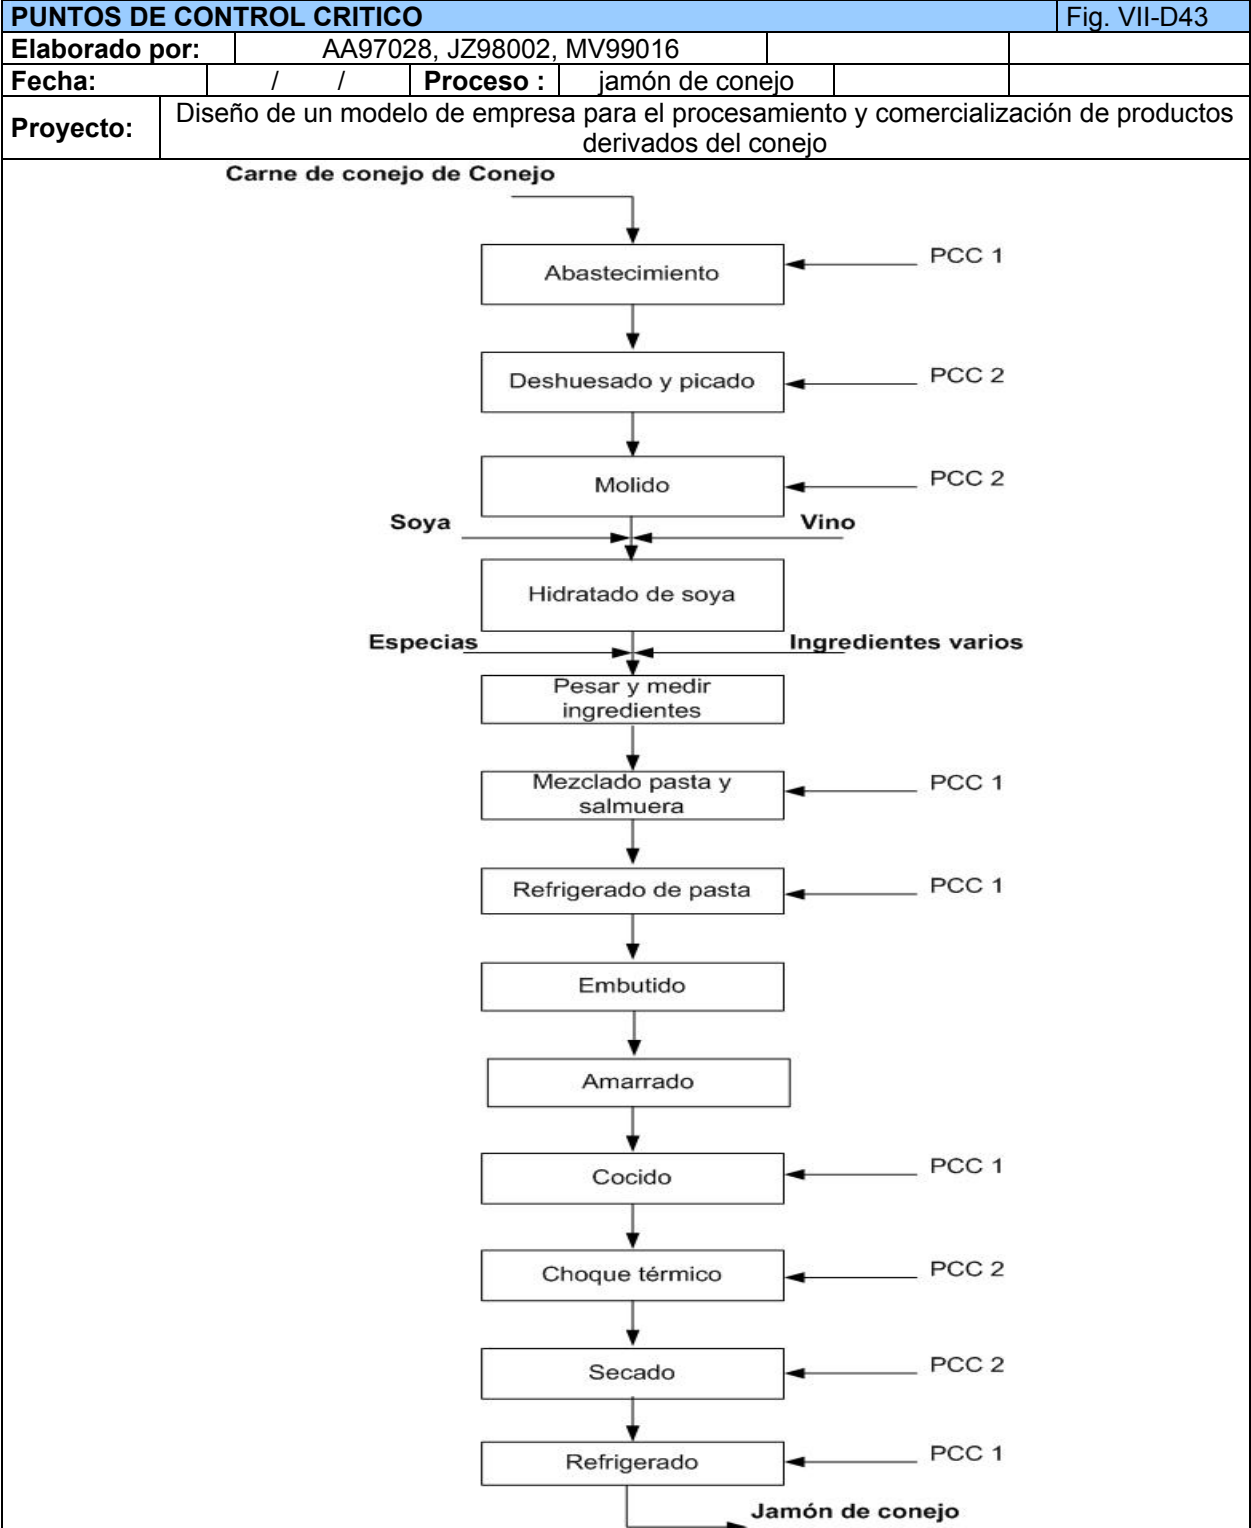 PUNTOS DE CONTROL CRITICO Fig. VII-D43
Elaborado por: AA97028, JZ98002, MV99016
Fecha: / / Proceso : jamón de conejo
Proyecto: Diseño de un modelo de empresa para el procesamiento y comercialización de productos
derivados del conejo
Carne de conejo de Conejo
Abastecimiento PCC 1
Deshuesado y picado PCC 2
Molido PCC 2
Soya Vino
Hidratado de soya
Especias Ingredientes varios
Pesar y medir
ingredientes
Mezclado pasta y
salmuera
PCC 1
Refrigerado de pasta PCC 1
Embutido
Amarrado
Cocido PCC 1
Choque térmico PCC 2
Secado PCC 2
Refrigerado PCC 1
Jamón de conejo